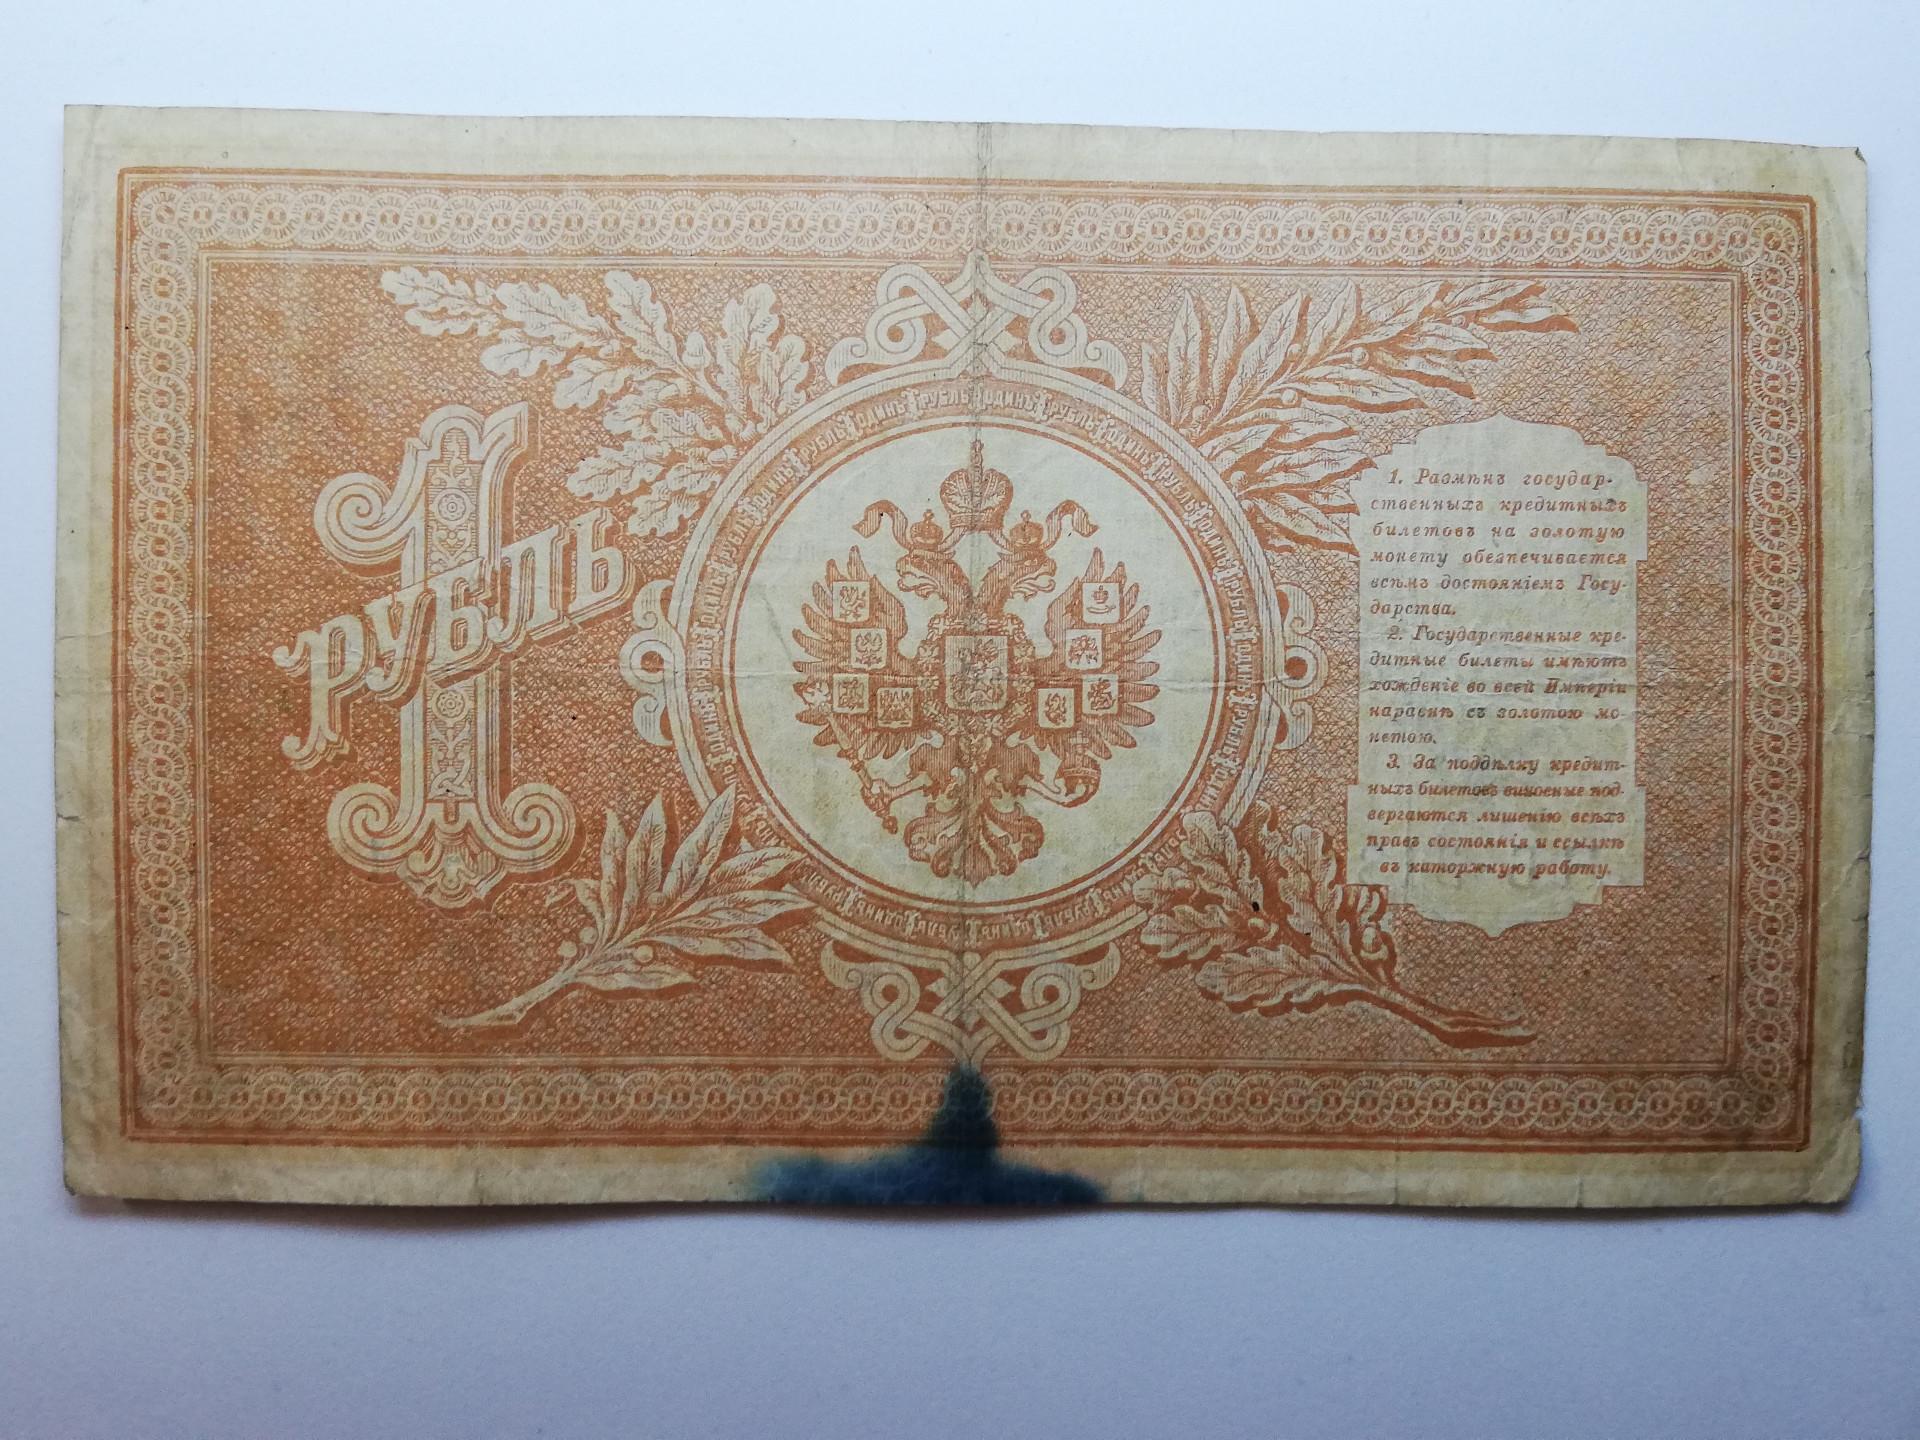 1
рубль
1. Размѣнъ государ-
ственныхъ кредитныхъ
билетовъ на золотую
монету обезпечивается
всѣмъ достояніемъ Госу-
дарства.
2. Государственные кре-
дитные билеты имѣютъ
хожденіе во всей Имперіи
наравнѣ съ золотою мо-
нетою.
3. За поддѣлку кредит-
ныхъ билетовъ виновные под-
вергаются лишенію всѣхъ
правъ состоянія и ссылкѣ
въ каторжную работу.